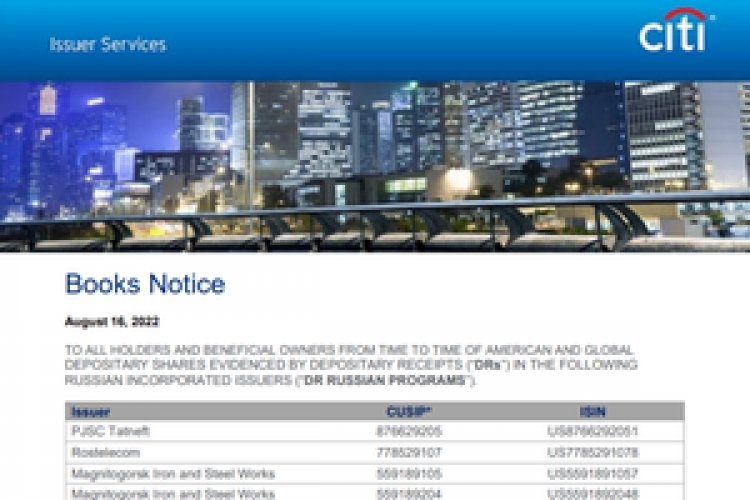 Issuer Services
citi
Books Notice
August 16, 2022
TO ALL HOLDERS AND BENEFICIAL OWNERS FROM TIME TO TIME OF AMERICAN AND GLOBAL
DEPOSITARY SHARES EVIDENCED BY DEPOSITARY RECEIPTS ("DRs") IN THE FOLLOWING
RUSSIAN INCORPORATED ISSUERS ("DR RUSSIAN PROGRAMS").
Issuer CUSIP* ISIN
PJSC Tatneft 876629205 US8766292051
Rostelecom 778529107 US7785291078
Magnitogorsk Iron and Steel Works 559189105 US5591891057
Magnitogorsk Iron and Steel Works 559189204 US5591892048